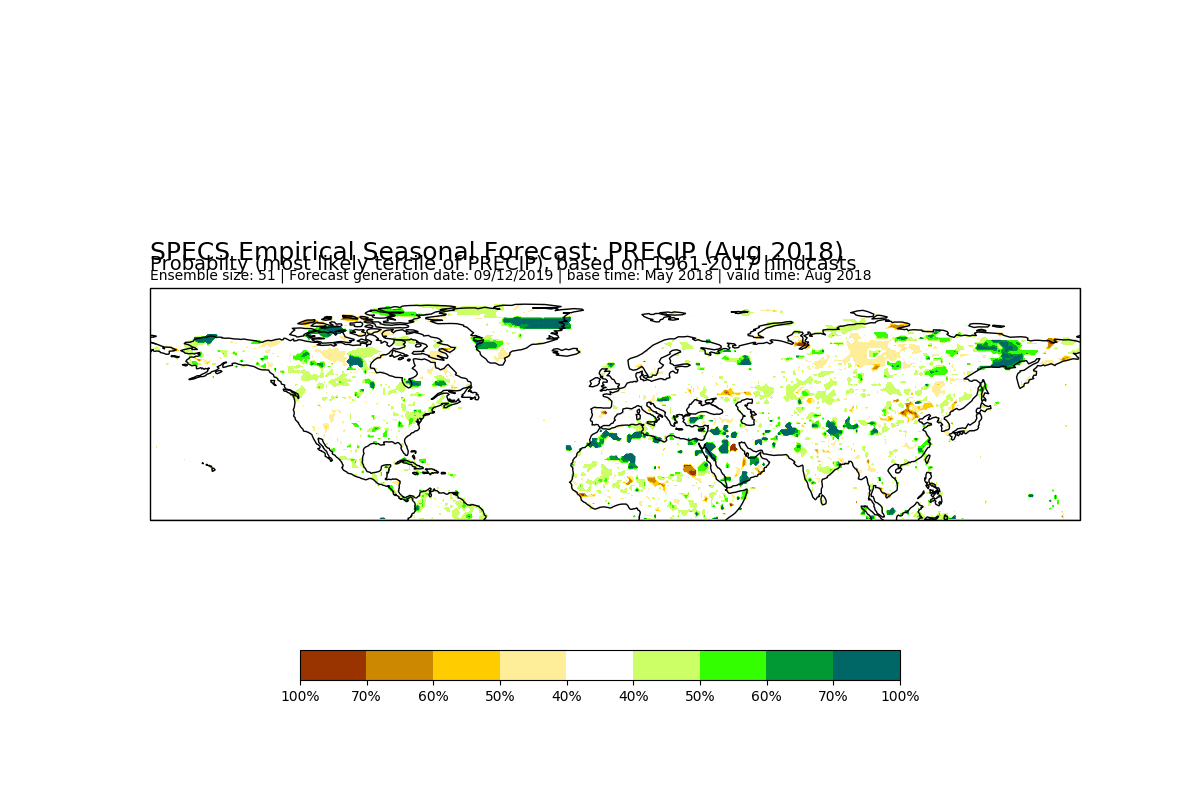 SPECS Empirical Seasonal Forecast: PRECIP (Aug 2018)
Probabilty (most likely tercile of PRECIP), based on 1961-2017 hindcasts
Ensemble size: 51 | Forecast generation date: 09/12/2019 | base time: May 2018 | valid time: Aug 2018
100% 70% 60% 50% 40% 40% 50% 60% 70% 100%